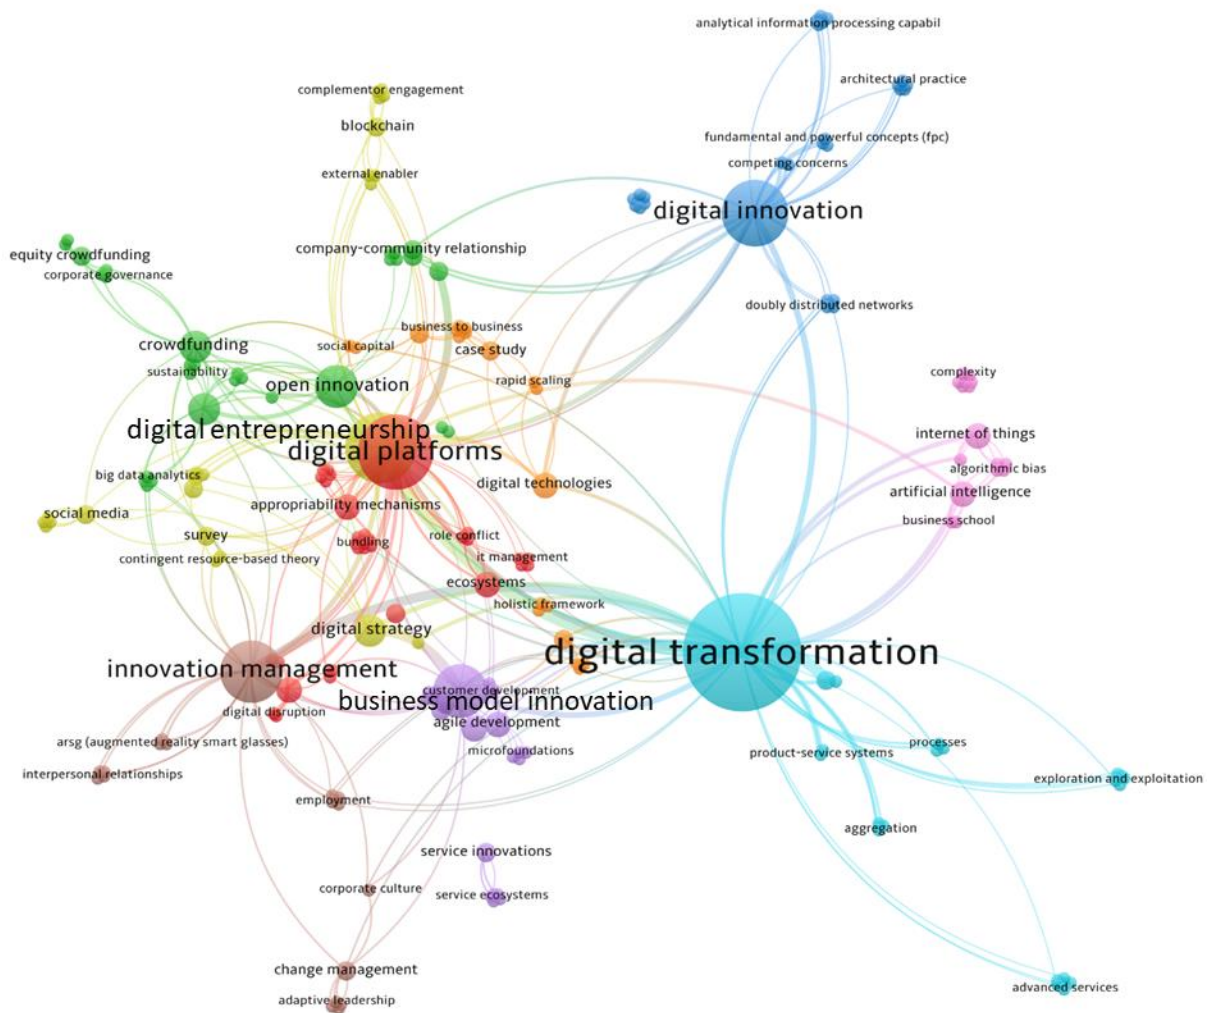 analytical information processing capabil
architectural practice
complementor engagement
blockchain
fundamental and powerful concepts (fpc)
competing concerns
external enabler
digital innovation
company-community relationship
equity crowdfunding
corporate governance
doubly distributed networks
business to business
social capital
case study
crowdfunding
sustainability
open innovation
rapid scaling
complexity
digital entrepreneurship
internet of things
digital platforms
algorithmic bias
big data analytics
digital technologies
artificial intelligence
appropriability mechanisms
social media
business school
survey
role conflict
bundling
contingent resource-based theory
it management
ecosystems
holistic framework
digital strategy
digital transformation
innovation management
customer development
business model innovation
digital disruption
agile development
arsg (augmented reality smart glasses)
processes
microfoundations
product-service systems
interpersonal relationships
exploration and exploitation
employment
aggregation
service innovations
corporate culture
service ecosystems
change management
advanced services
adaptive leadership